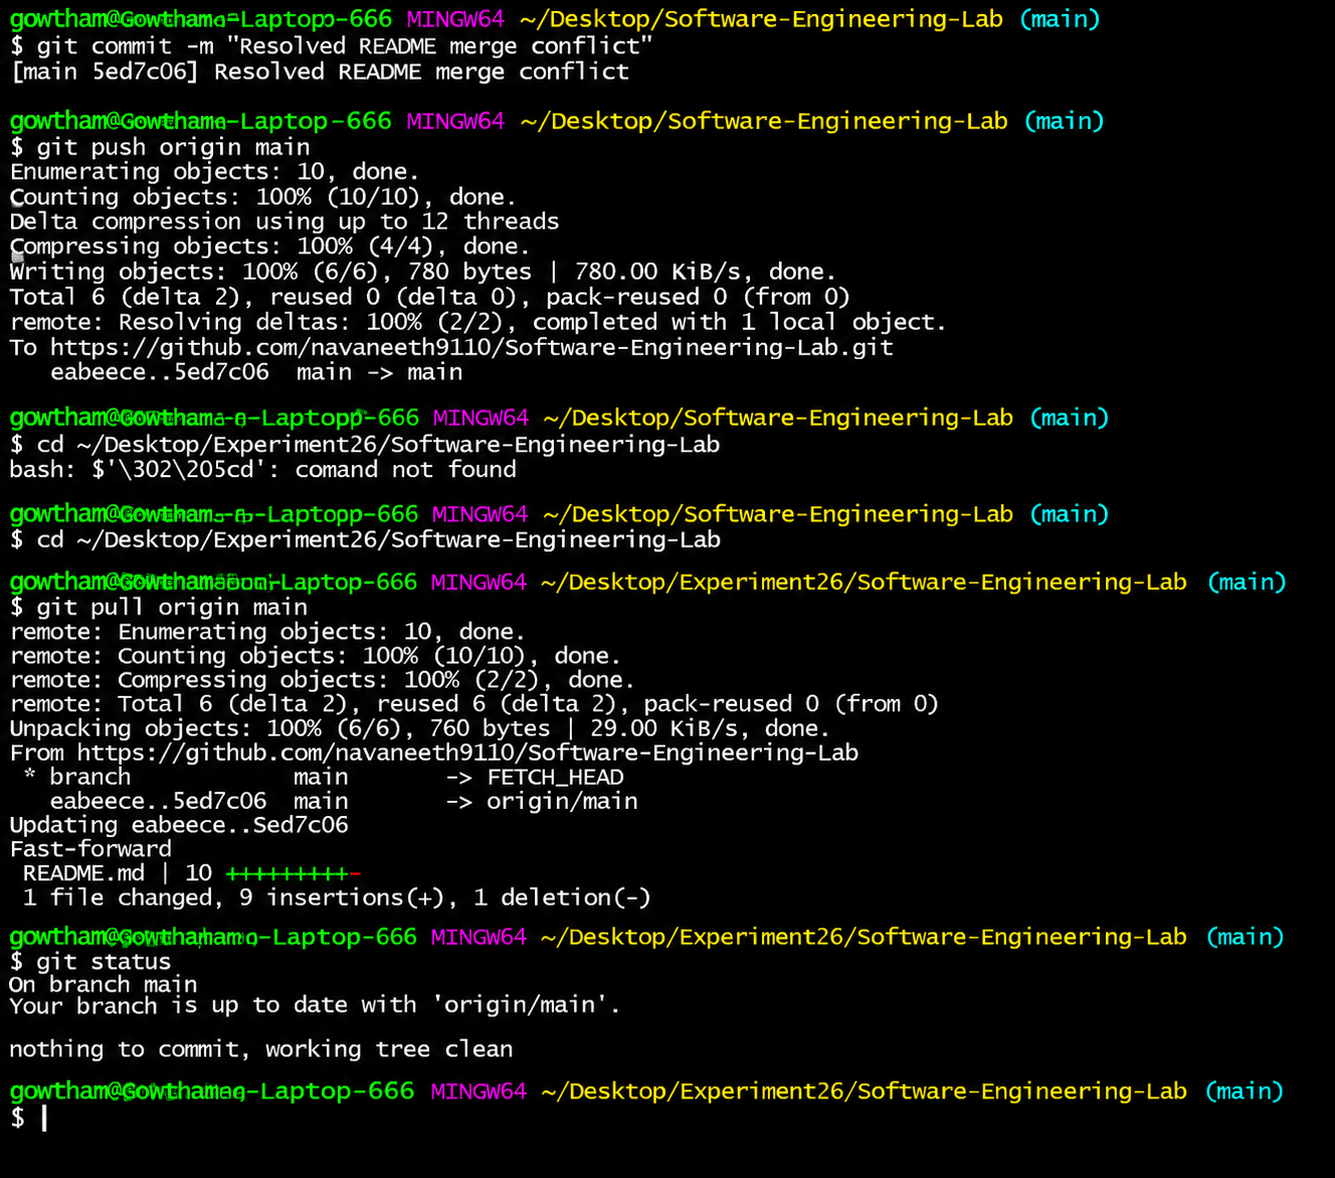 gowtham@Gowtham-Laptop-666 MINGW64 ~/Desktop/Software-Engineering-Lab (main)
$ git commit -m "Resolved README merge conflict"
[main 5ed7c06] Resolved README merge conflict
gowtham@Gowthame-Laptop-666 MINGW64 ~/Desktop/Software-Engineering-Lab (main)
$ git push origin main
Enumerating objects: 10, done.
Counting objects: 100% (10/10), done.
Delta compression using up to 12 threads
Compressing objects: 100% (4/4), done.
Writing objects: 100% (6/6), 780 bytes | 780.00 KiB/s, done.
Total 6 (delta 2), reused 0 (delta 0), pack-reused 0 (from 0)
remote: Resolving deltas: 100% (2/2), completed with 1 local object.
To https://github.com/navaneeth9110/Software-Engineering-Lab.git
eabeece..5ed7c06 main -> main
MINGW64 ~/Desktop/Software-Engineering-Lab (main)
$ cd ~/Desktop/Experiment26/Software-Engineering-Lab
bash: $'\302\205cd': comand not found
MINGW64 ~/Desktop/Software-Engineering-Lab (main)
$ cd ~/Desktop/Experiment26/Software-Engineering-Lab
MINGW64 ~/Desktop/Experiment26/Software-Engineering-Lab (main)
$ git pull origin main
remote: Enumerating objects: 10, done.
remote: Counting objects: 100% (10/10), done.
remote: Compressing objects: 100% (2/2), done.
remote: Total 6 (delta 2), reused 6 (delta 2), pack-reused 0 (from 0)
Unpacking objects: 100% (6/6), 760 bytes | 29.00 KiB/s, done.
From https://github.com/navaneeth9110/Software-Engineering-Lab
* branch main -> FETCH_HEAD
eabeece..5ed7c06 main -> origin/main
Updating eabeece..Sed7c06
Fast-forward
README.md | 10 +++++++++-
1 file changed, 9 insertions(+), 1 deletion(-)
MINGW64 ~/Desktop/Experiment26/Software-Engineering-Lab (main)
$ git status
On branch main
Your branch is up to date with 'origin/main'.
nothing to commit, working tree clean
MINGW64 ~/Desktop/Experiment26/Software-Engineering-Lab (main)
$